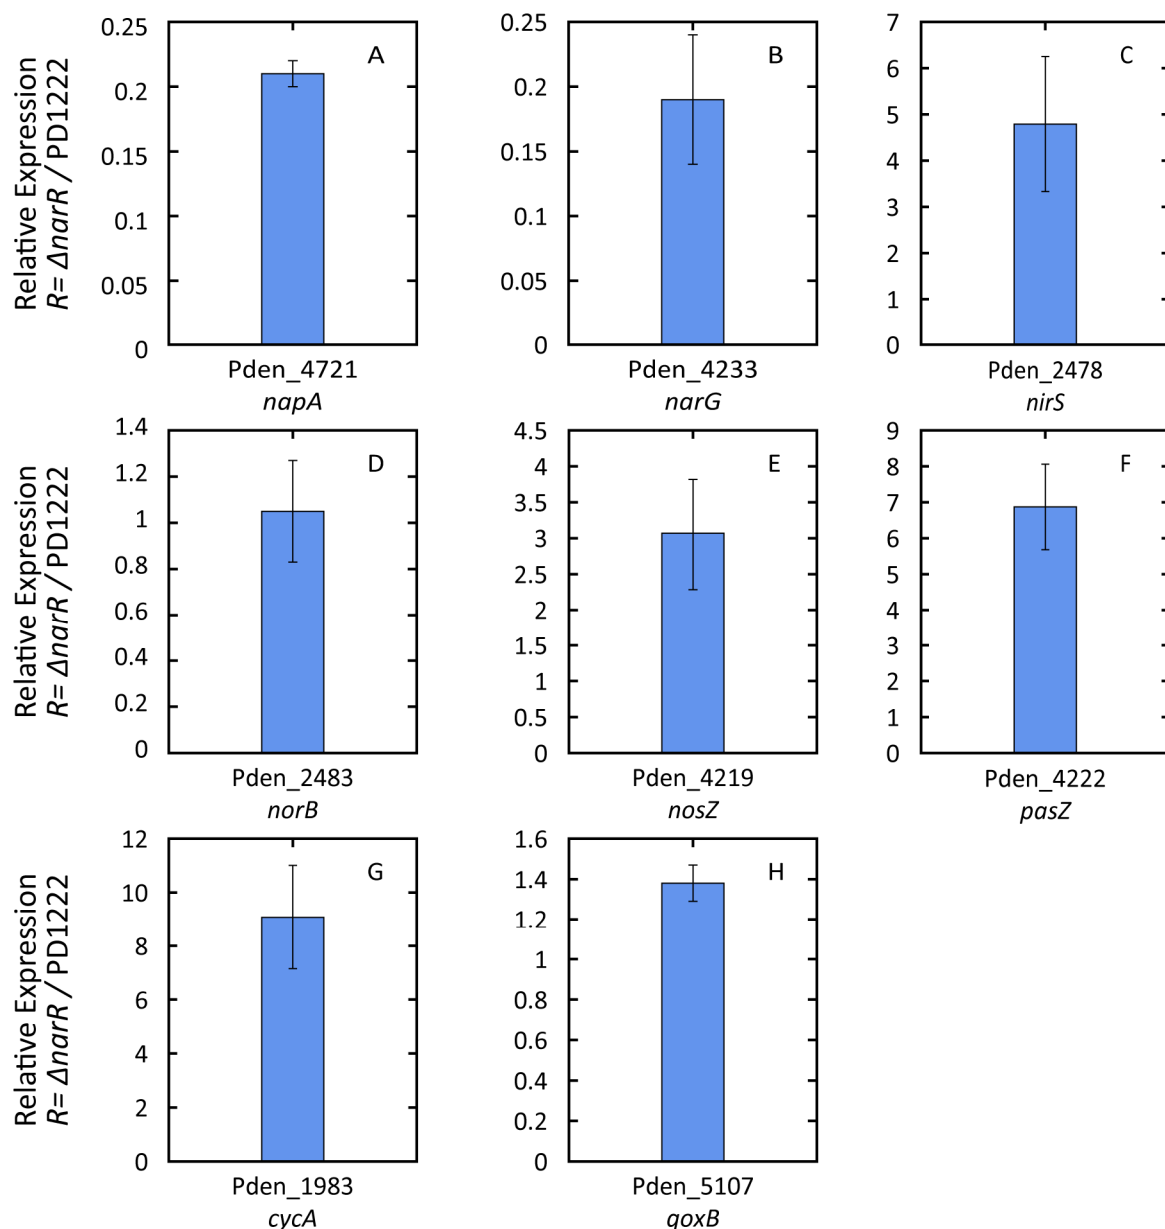 Relative Expression
R= ΔnarR / PD1222
0.25
0.2
0.15
0.1
0.05
0
A
Pden_4721
napA
0.25
0.2
0.15
0.1
0.05
0
B
Pden_4233
narG
7
6
5
4
3
2
1
0
C
Pden_2478
nirS
Relative Expression
R= ΔnarR / PD1222
1.4
1.2
1
0.8
0.6
0.4
0.2
0
D
Pden_2483
norB
4.5
4
3.5
3
2.5
2
1.5
1
0.5
0
E
Pden_4219
nosZ
9
8
7
6
5
4
3
2
1
0
F
Pden_4222
pasZ
Relative Expression
R= ΔnarR / PD1222
12
10
8
6
4
2
0
G
Pden_1983
cycA
1.6
1.4
1.2
1
0.8
0.6
0.4
0.2
0
H
Pden_5107
qoxB